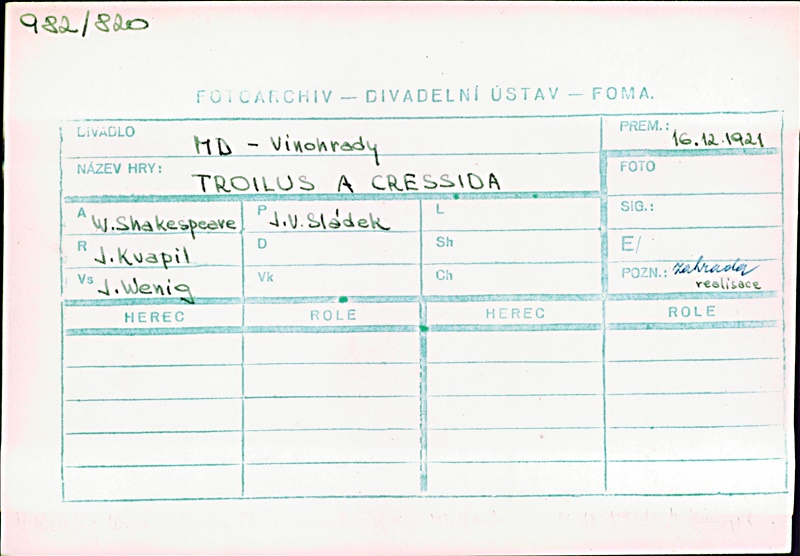 982/820
FOTOARCHIV — DIVADELNÍ ÚSTAV — FOMA.
DIVADLO MD - Vinohrady
PREM.: 16.12.1921
NÁZEV HRY: TROILUS A CRESSIDA
FOTO
A W. Shakespeare P J.V. Sládek L
SIG.:
R J. Kvapil D Sh
E/
Vs J. Wenig Vk Ch
POZN.: zahrada
realisace
HEREC ROLE HEREC ROLE